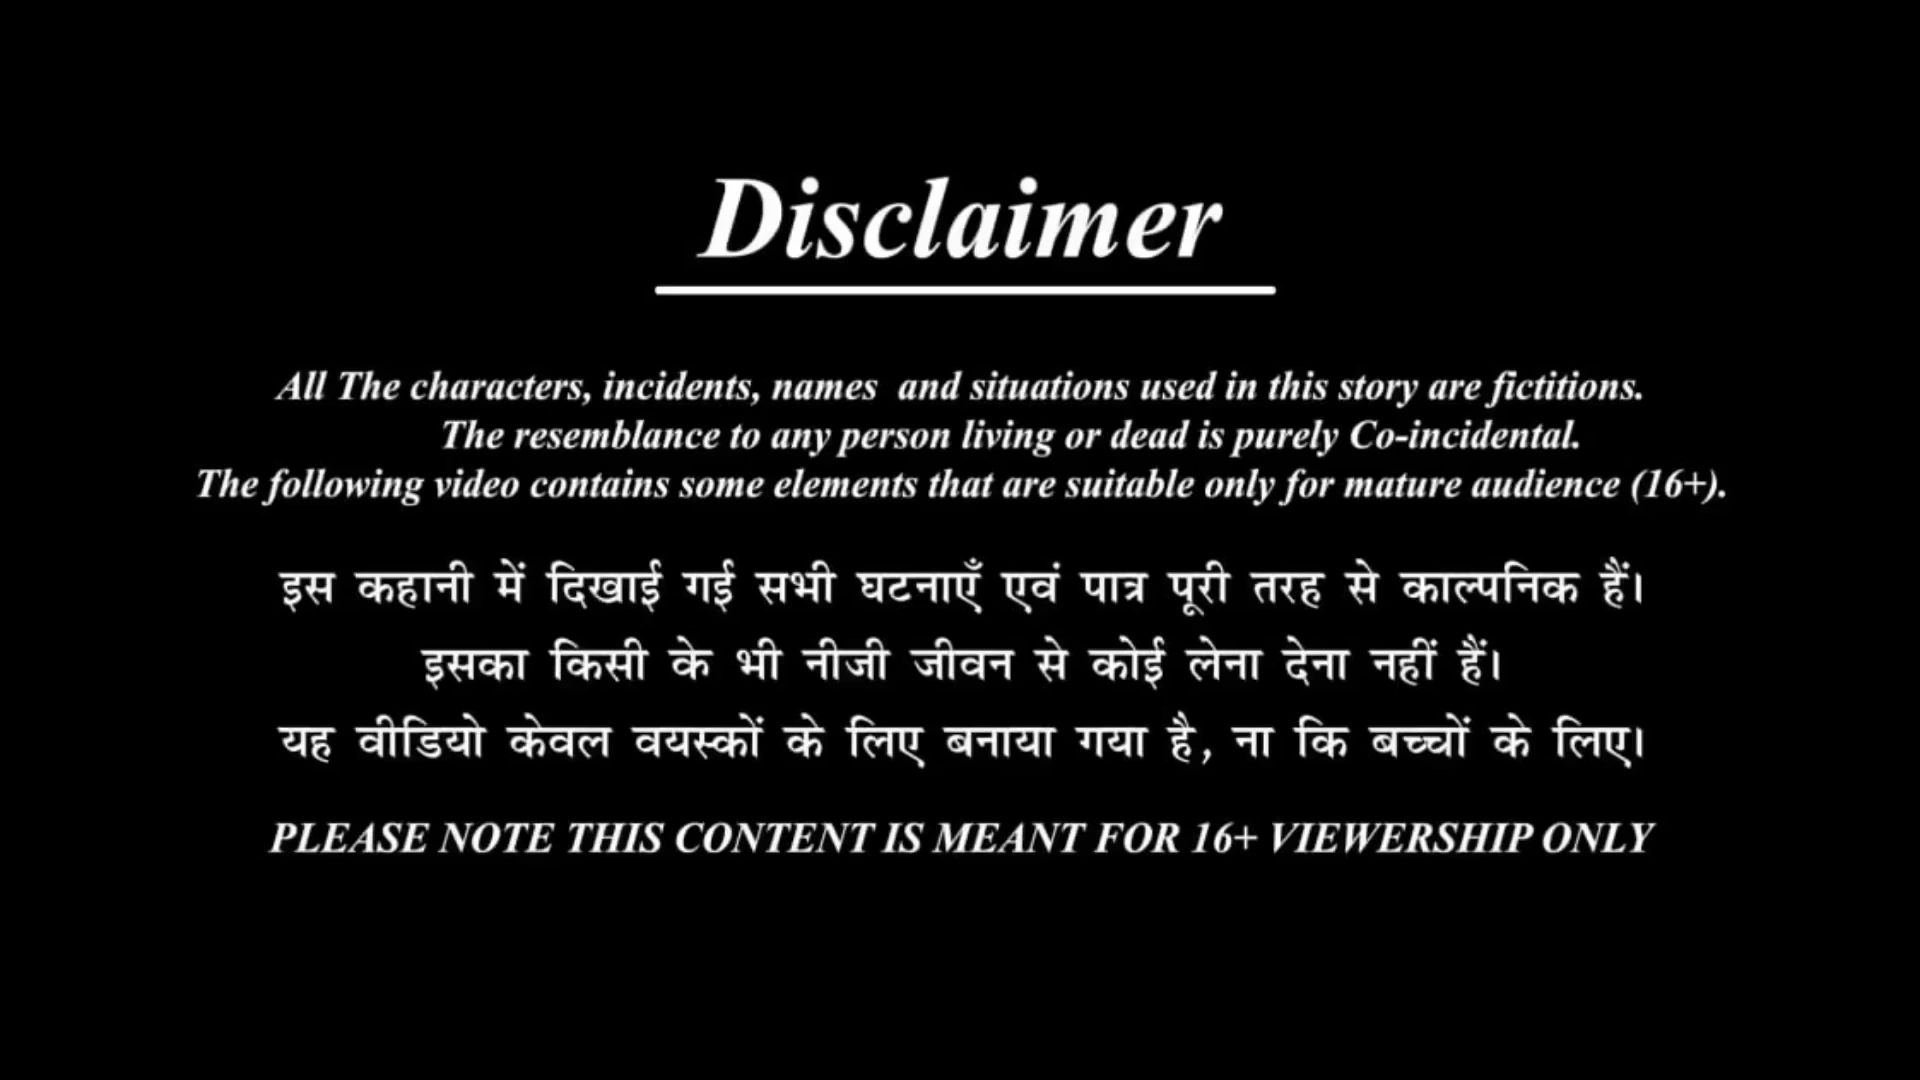 Disclaimer
All The characters, incidents, names  and situations used in this story are fictitions.
The resemblance to any person living or dead is purely Co-incidental.
The following video contains some elements that are suitable only for mature audience (16+).
इस कहानी में दिखाई गई सभी घटनाएँ एवं पात्र पूरी तरह से काल्पनिक हैं।
इसका किसी के भी नीजी जीवन से कोई लेना देना नहीं हैं।
यह वीडियो केवल वयस्कों के लिए बनाया गया है, ना कि बच्चों के लिए।
PLEASE NOTE THIS CONTENT IS MEANT FOR 16+ VIEWERSHIP ONLY